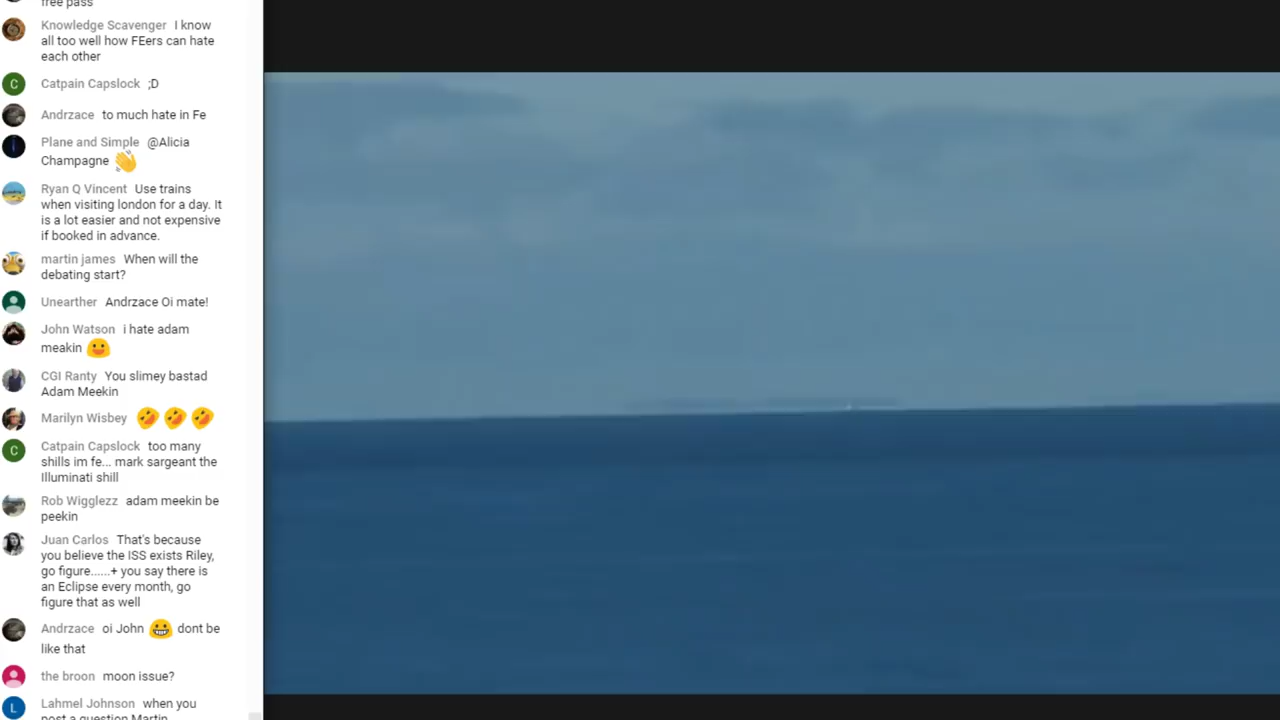 free pass
Knowledge Scavenger I know
all too well how FEers can hate
each other
C
Catpain Capslock ;D
Andrzace to much hate in Fe
Plane and Simple @Alicia
Champagne
Ryan Q Vincent Use trains
when visiting london for a day. It
is a lot easier and not expensive
if booked in advance.
martin james When will the
debating start?
Unearther Andrzace Oi mate!
John Watson i hate adam
meakin
CGI Ranty You slimey bastad
Adam Meekin
Marilyn Wisbey
C
Catpain Capslock too many
shills im fe... mark sargeant the
Illuminati shill
Rob Wigglezz adam meekin be
peekin
Juan Carlos That's because
you believe the ISS exists Riley,
go figure......+ you say there is
an Eclipse every month, go
figure that as well
Andrzace oi John dont be
like that
the broon moon issue?
L
Lahmel Johnson when you
post a question Martin